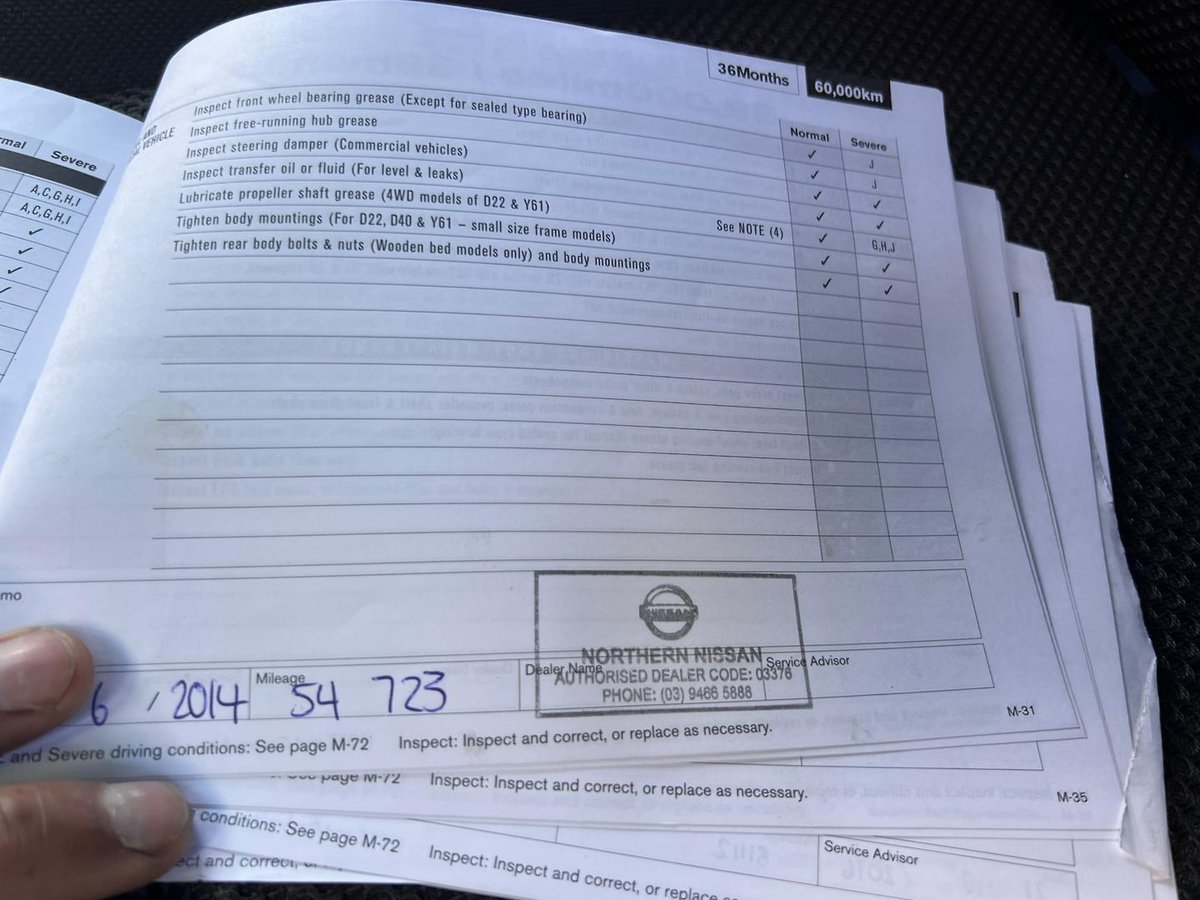 36Months 60,000km
Normal Severe
Inspect front wheel bearing grease (Except for sealed type bearing) ✓ J
Inspect free-running hub grease ✓ J
Inspect steering damper (Commercial vehicles) ✓ ✓
Inspect transfer oil or fluid (For level & leaks) ✓ ✓
Lubricate propeller shaft grease (4WD models of D22 & Y61) See NOTE (4) ✓ G,H,J
Tighten body mountings (For D22, D40 & Y61 – small size frame models) ✓ ✓
Tighten rear body bolts & nuts (Wooden bed models only) and body mountings ✓ ✓
VEHICLE
Severe
A,C,G,H,I
A,C,G,H,I
✓
✓
✓
✓
mo
NISSAN
NORTHERN NISSAN
AUTHORISED DEALER CODE: 03376
PHONE: (03) 9466 5888
6 / 2014 Mileage 54 723 Dealer Name Service Advisor
and Severe driving conditions: See page M-72 Inspect: Inspect and correct, or replace as necessary. M-31
See page M-72 Inspect: Inspect and correct, or replace as necessary. M-35
conditions: See page M-72 Inspect: Inspect and correct, or replace
Service Advisor
and correct,